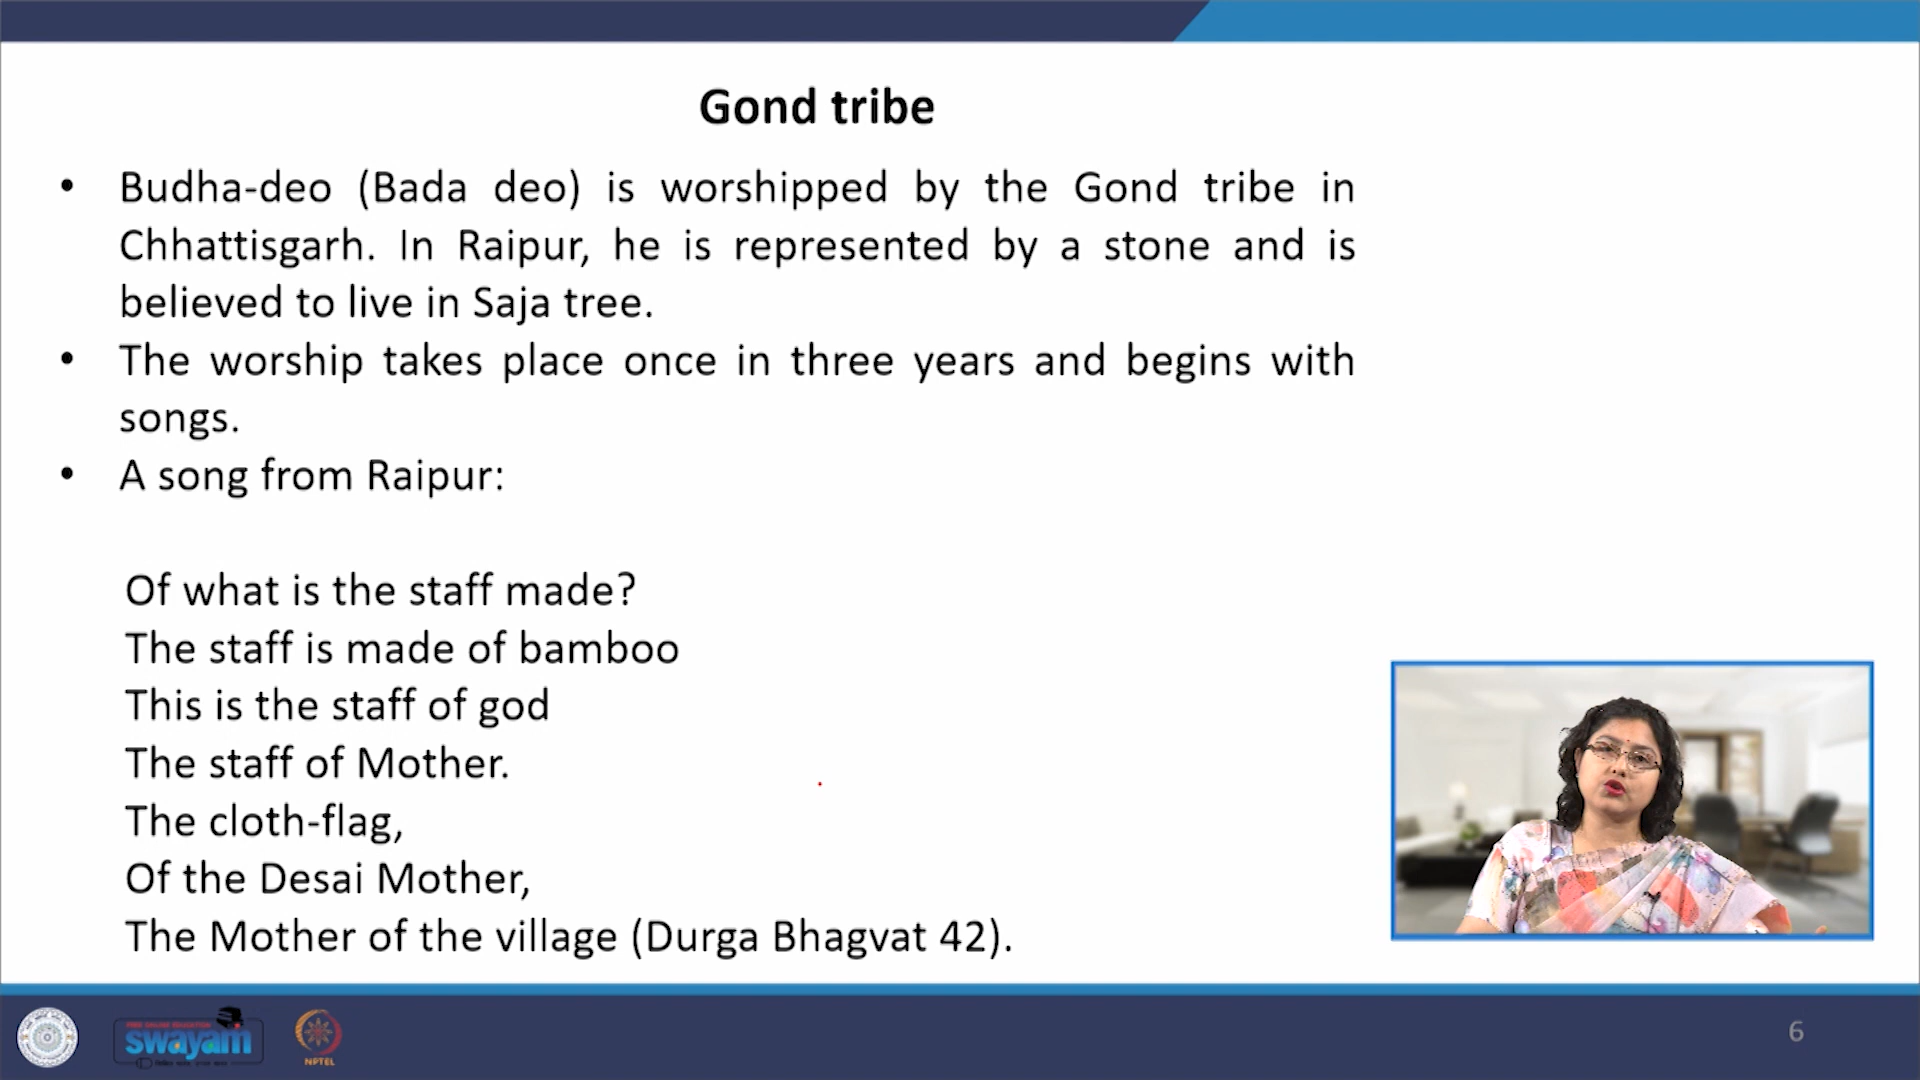 Gond tribe
• Budha-deo (Bada deo) is worshipped by the Gond tribe in
Chhattisgarh. In Raipur, he is represented by a stone and is
believed to live in Saja tree.
• The worship takes place once in three years and begins with
songs.
• A song from Raipur:
Of what is the staff made?
The staff is made of bamboo
This is the staff of god
The staff of Mother.
The cloth-flag,
Of the Desai Mother,
The Mother of the village (Durga Bhagvat 42).
swayam
NPTEL
6